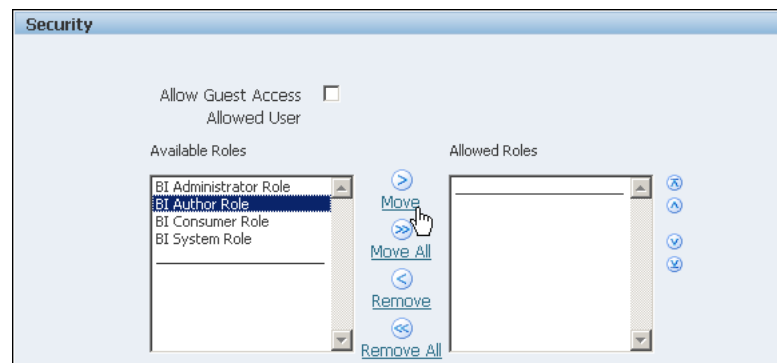 Security
Allow Guest Access
Allowed User
Available Roles
Allowed Roles
BI Administrator Role
BI Author Role
BI Consumer Role
BI System Role
Move
Move All
Remove
Remove All